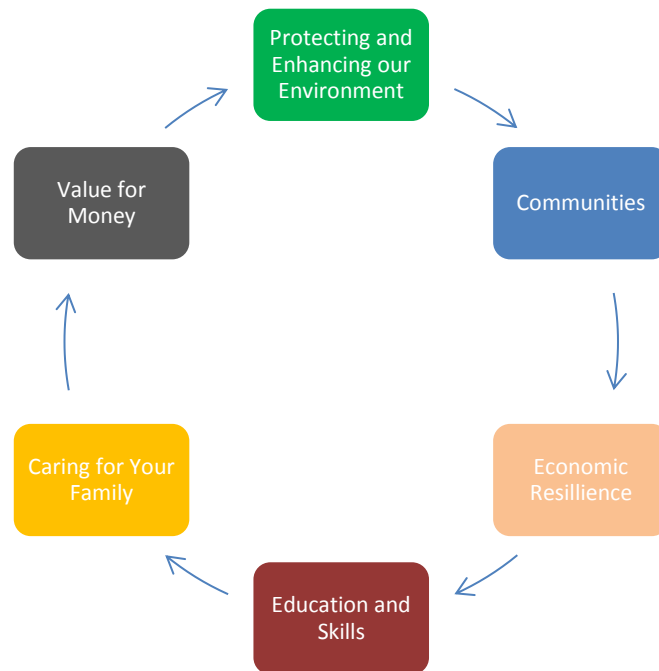 Protecting and
Enhancing our
Environment
Communities
Economic
Resillience
Education and
Skills
Caring for Your
Family
Value for
Money